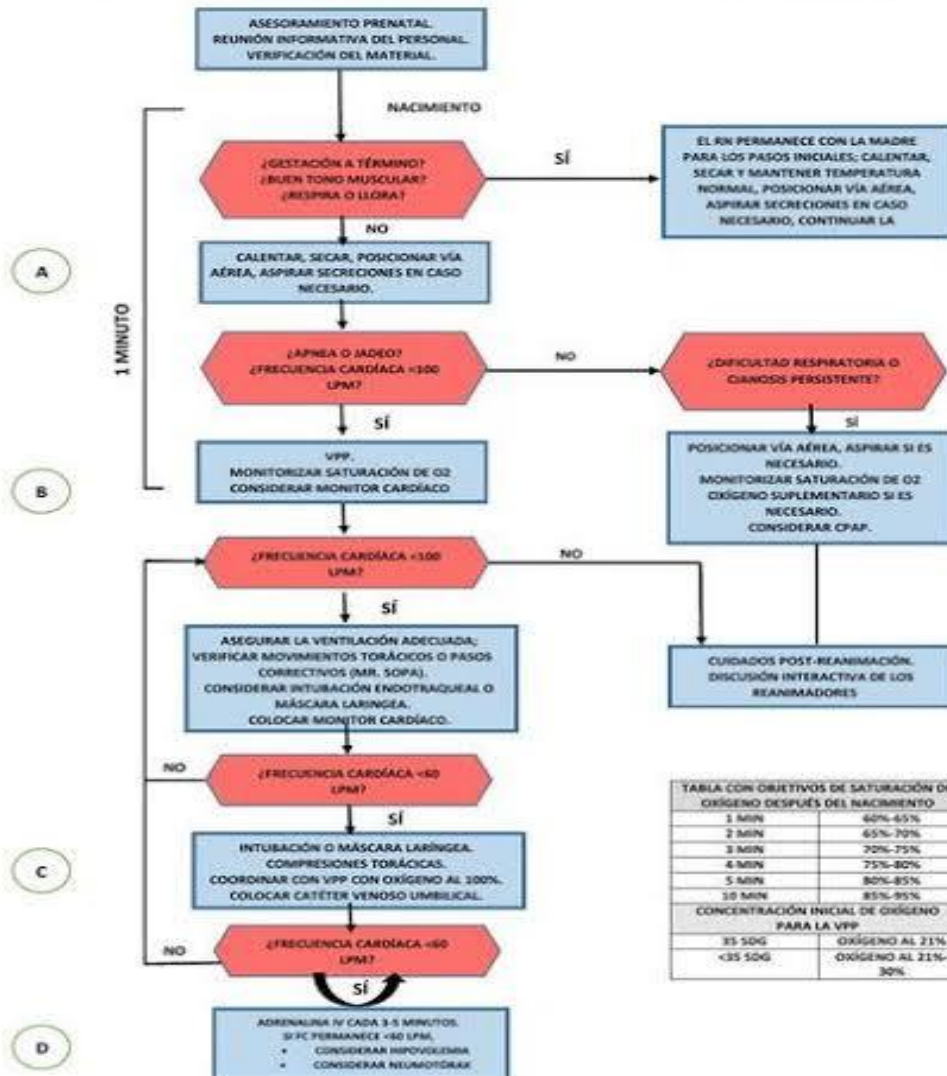 ASESORAMIENTO PRENATAL.
REUNIÓN INFORMATIVA DEL PERSONAL.
VERIFICACIÓN DEL MATERIAL.
NACIMIENTO
¿GESTACIÓN A TÉRMINO?
¿BUEN TONO MUSCULAR?
¿RESPIRA O LLORA?
SÍ
EL RN PERMANECE CON LA MADRE
PARA LOS PASOS INICIALES; CALENTAR,
SECAR Y MANTENER TEMPERATURA
NORMAL, POSICIONAR VÍA AÉREA,
ASPIRAR SECRECIONES EN CASO
NECESARIO, CONTINUAR LA
NO
A
CALENTAR, SECAR, POSICIONAR VÍA
AÉREA, ASPIRAR SECRECIONES EN CASO
NECESARIO.
1 MINUTO
¿APNEA O JADEO?
¿FRECUENCIA CARDÍACA <100
LPM?
NO
¿DIFICULTAD RESPIRATORIA O
CIANOSIS PERSISTENTE?
SÍ
SÍ
B
VPP.
MONITORIZAR SATURACIÓN DE O2
CONSIDERAR MONITOR CARDÍACO
POSICIONAR VÍA AÉREA, ASPIRAR SI ES
NECESARIO.
MONITORIZAR SATURACIÓN DE O2
OXÍGENO SUPLEMENTARIO SI ES
NECESARIO.
CONSIDERAR CPAP.
¿FRECUENCIA CARDÍACA <100
LPM?
NO
SÍ
ASEGURAR LA VENTILACIÓN ADECUADA;
VERIFICAR MOVIMIENTOS TORÁCICOS O PASOS
CORRECTIVOS (MR. SOPA).
CONSIDERAR INTUBACIÓN ENDOTRAQUEAL O
MÁSCARA LARINGEA.
COLOCAR MONITOR CARDÍACO.
CUIDADOS POST-REANIMACIÓN.
DISCUSIÓN INTERACTIVA DE LOS
REANIMADORES
NO
¿FRECUENCIA CARDÍACA <60
LPM?
SÍ
C
INTUBACIÓN O MÁSCARA LARÍNGEA.
COMPRESIONES TORÁCICAS.
COORDINAR CON VPP CON OXÍGENO AL 100%.
COLOCAR CATÉTER VENOSO UMBILICAL.
NO
¿FRECUENCIA CARDÍACA <60
LPM?
SÍ
D
ADRENALINA IV CADA 3-5 MINUTOS.
SI FC PERMANECE <60 LPM,
• CONSIDERAR HIPOVOLEMIA
• CONSIDERAR NEUMOTÓRAX
TABLA CON OBJETIVOS DE SATURACIÓN DE
OXÍGENO DESPUÉS DEL NACIMIENTO
1 MIN 60%-65%
2 MIN 65%-70%
3 MIN 70%-75%
4 MIN 75%-80%
5 MIN 80%-85%
10 MIN 85%-95%
CONCENTRACIÓN INICIAL DE OXÍGENO
PARA LA VPP
35 SDG OXÍGENO AL 21%
<35 SDG OXÍGENO AL 21%-
30%